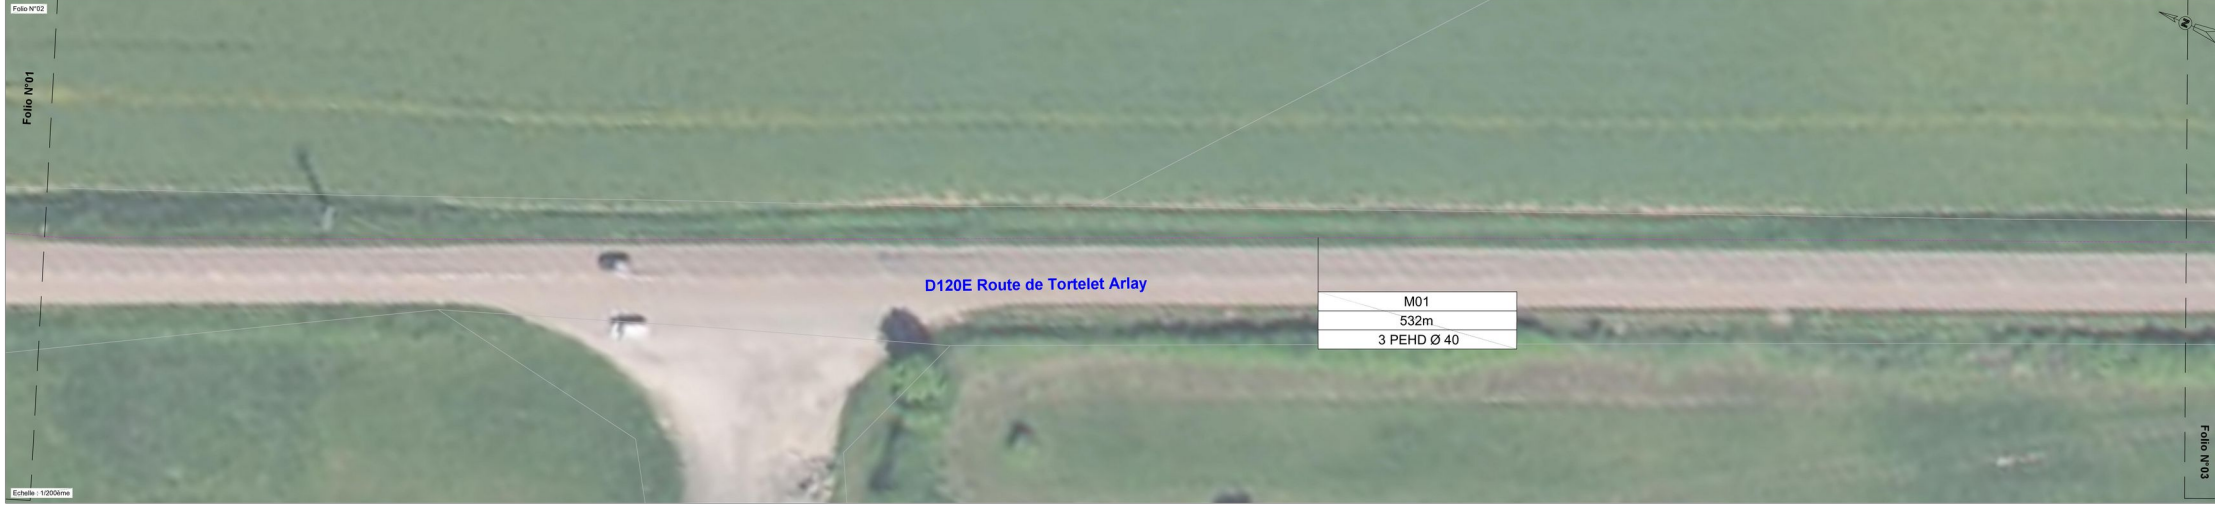 Folio N°02
Folio N°01
N
D120E Route de Tortelet Arlay
M01
532m
3 PEHD Ø 40
Folio N°03
Echelle : 1/200ème